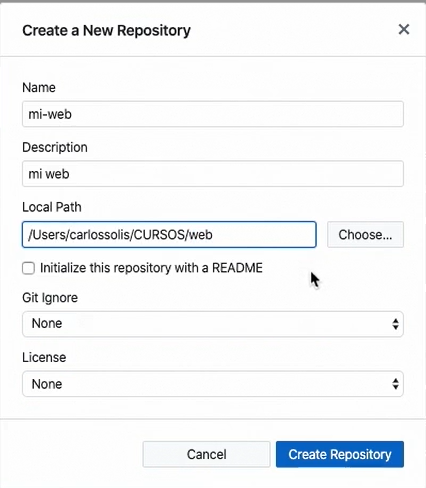 Create a New Repository
Name
mi-web
Description
mi web
Local Path
/Users/carlossolis/CURSOS/web
Choose...
Initialize this repository with a README
Git Ignore
None
License
None
Cancel
Create Repository